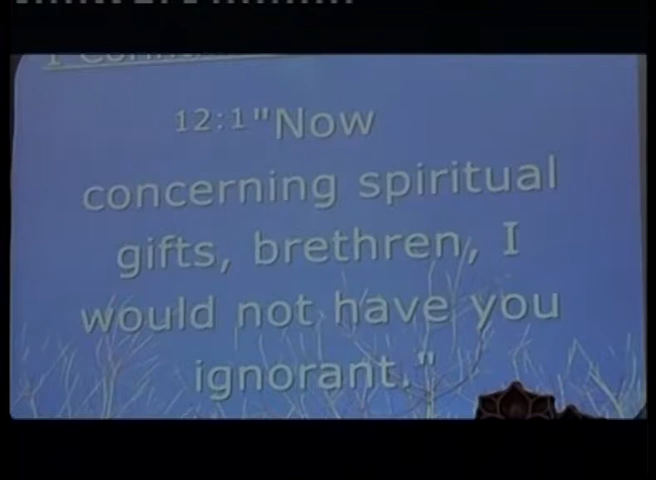 12:1"Now
concerning spiritual
gifts, brethren, I
would not have you
ignorant."